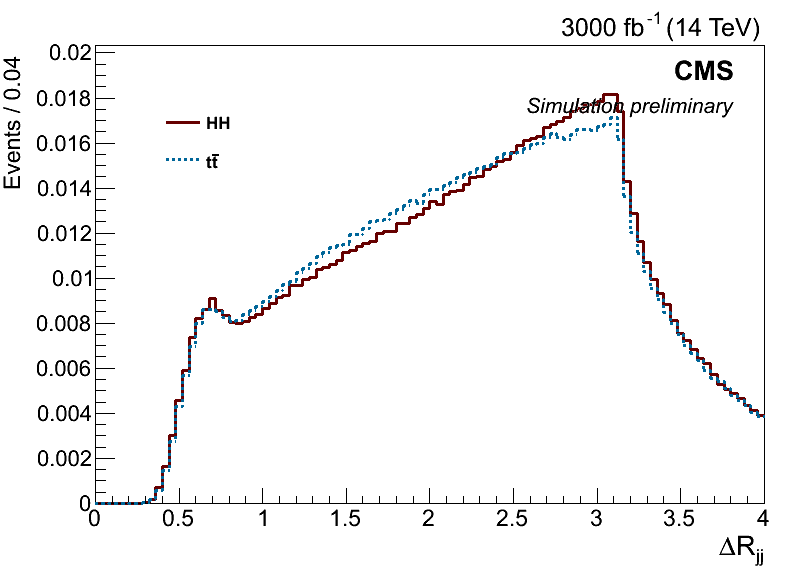 3000 fb⁻¹ (14 TeV)
CMS
Simulation preliminary
Events / 0.04
HH
tt̄
0.02
0.018
0.016
0.014
0.012
0.01
0.008
0.006
0.004
0.002
0
0 0.5 1 1.5 2 2.5 3 3.5 4
ΔRjj